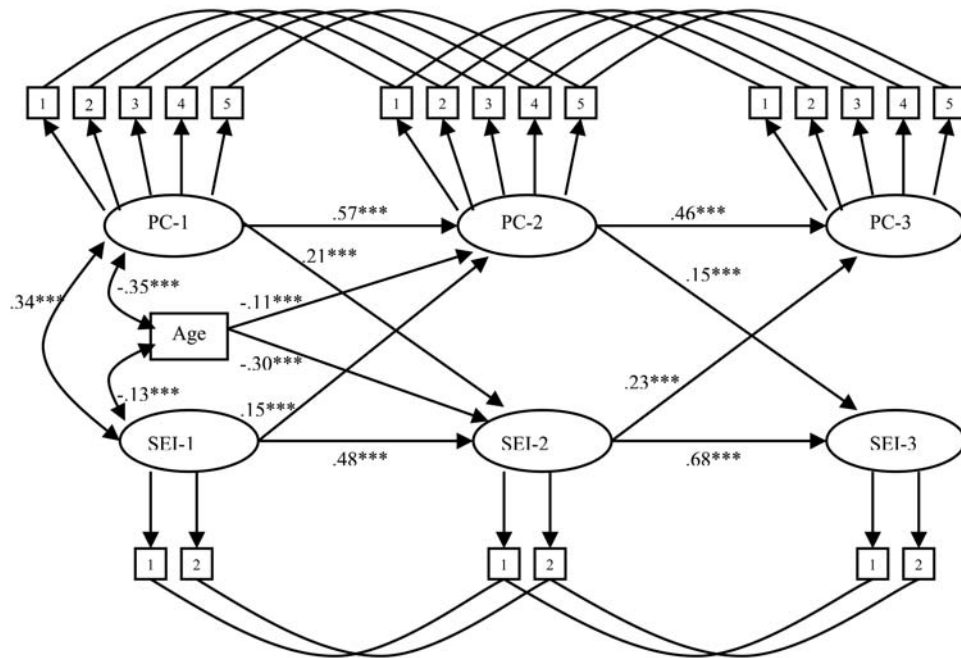 1 2 3 4 5 1 2 3 4 5 1 2 3 4 5
PC-1 .57*** PC-2 .46*** PC-3
.21*** .15***
.34*** -.35*** -.11***
Age
-.30*** .23***
-.13*** .15***
SEI-1 .48*** SEI-2 .68*** SEI-3
1 2 1 2 1 2